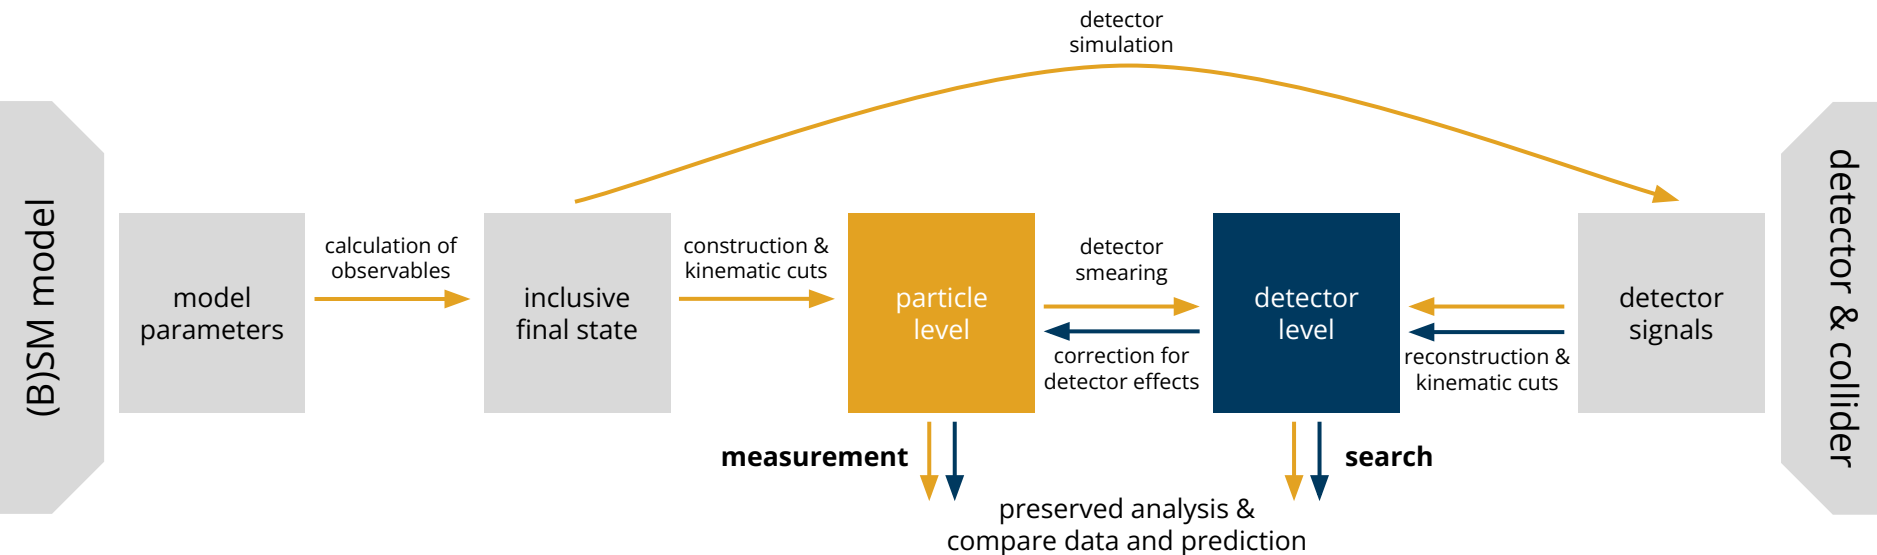 detector
simulation
(B)SM model
model
parameters
calculation of
observables
inclusive
final state
construction &
kinematic cuts
particle
level
detector
smearing
correction for
detector effects
detector
level
reconstruction &
kinematic cuts
detector
signals
detector & collider
measurement
search
preserved analysis &
compare data and prediction